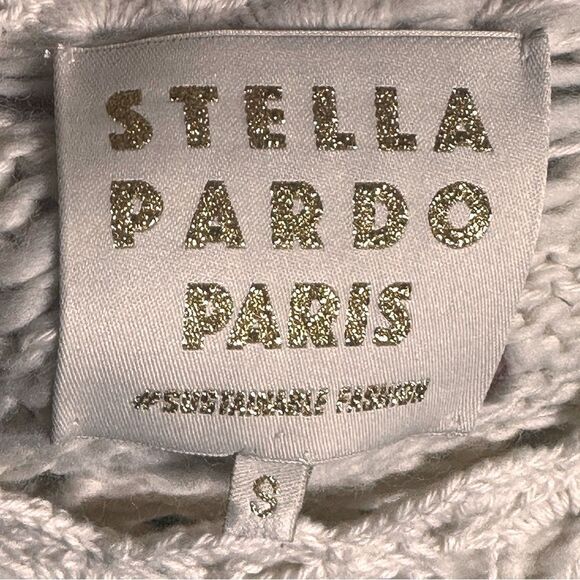 STELLA
PARDO
PARIS
#SUSTAINABLE FASHION
S